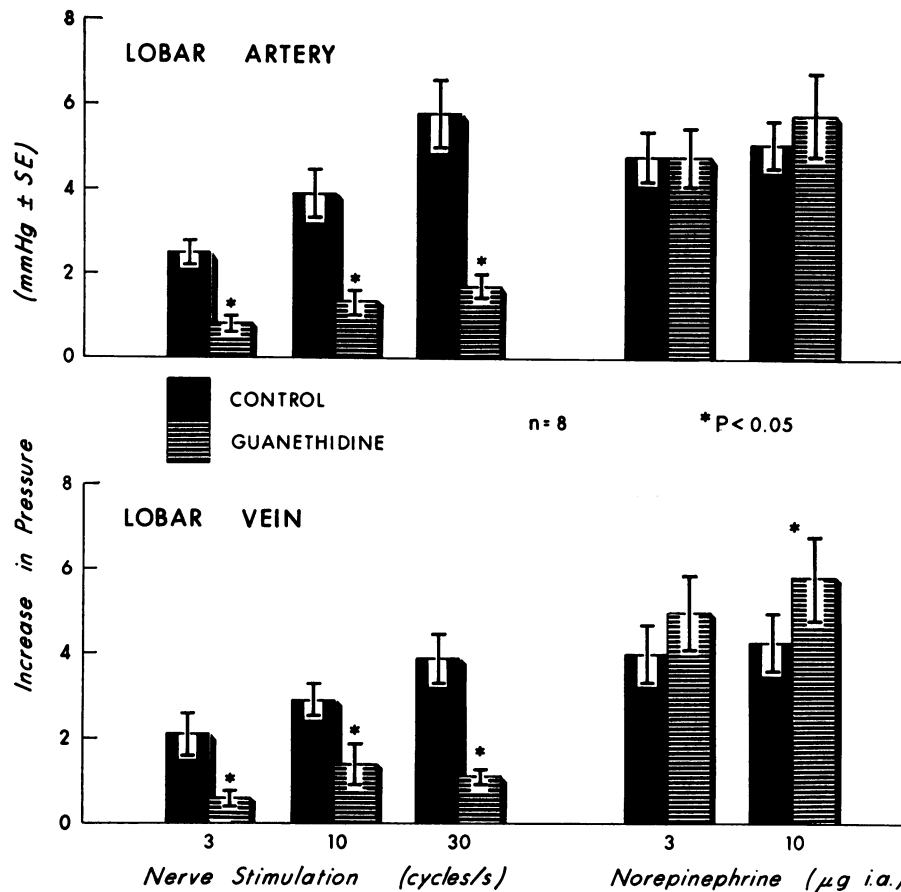 8
LOBAR ARTERY
6
4
2
0
(mmHg ± SE)
*
*
*
CONTROL
GUANETHIDINE
n=8
*P<0.05
Increase in Pressure
8
LOBAR VEIN
6
4
2
0
*
*
*
*
3 10 30 3 10
Nerve Stimulation (cycles/s) Norepinephrine (µg i.a.)